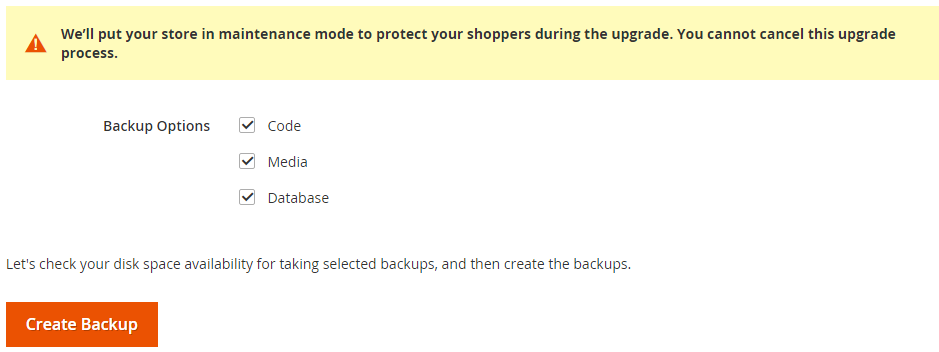 We'll put your store in maintenance mode to protect your shoppers during the upgrade. You cannot cancel this upgrade
process.
Backup Options
Code
Media
Database
Let's check your disk space availability for taking selected backups, and then create the backups.
Create Backup